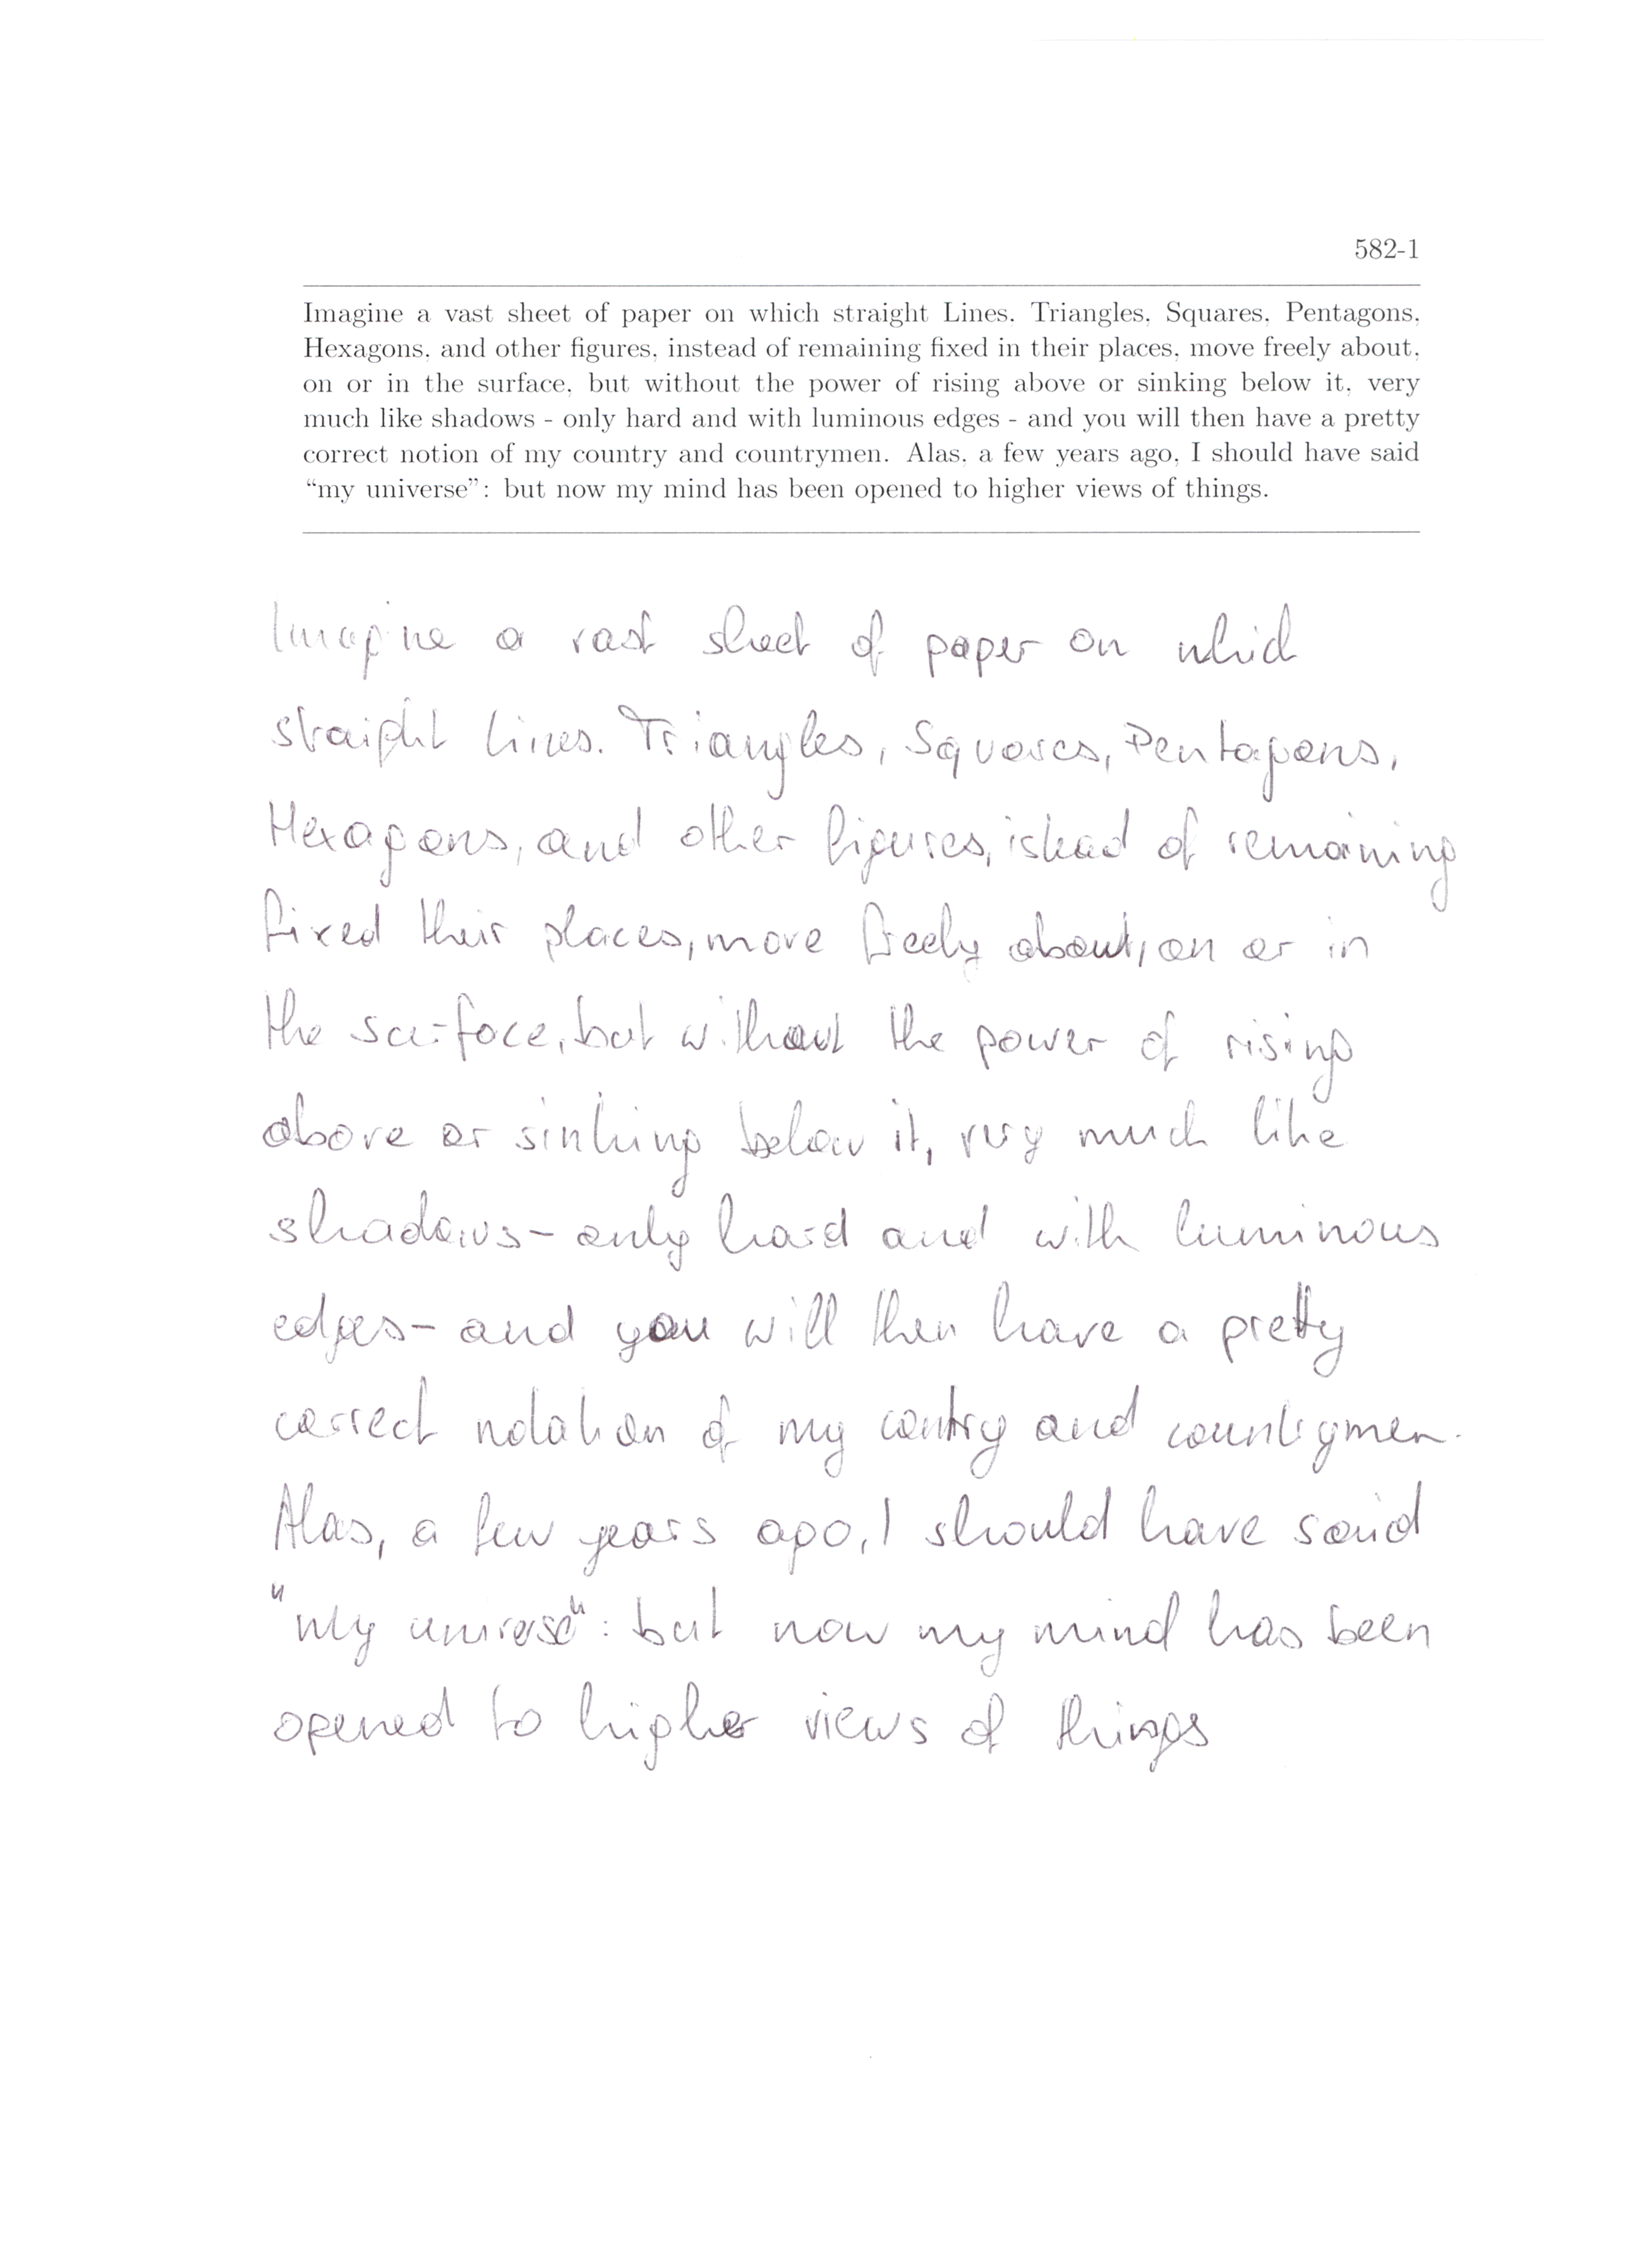 582-1
Imagine a vast sheet of paper on which straight Lines. Triangles, Squares, Pentagons,
Hexagons, and other figures, instead of remaining fixed in their places, move freely about,
on or in the surface, but without the power of rising above or sinking below it, very
much like shadows - only hard and with luminous edges - and you will then have a pretty
correct notion of my country and countrymen. Alas, a few years ago, I should have said
“my universe”: but now my mind has been opened to higher views of things.
Imagine a vast sheet of paper on which
straight lines. Triangles, Squares, Pentagons,
Hexagons, and other figures, istead of remaining
fixed their places, move freely about, on or in
the surface, but without the power of rising
above or sinking below it, very much like
shadows - only hard and with luminous
edges - and you will then have a pretty
correct notation of my contry and countrymen.
Alas, a few years ago, I should have said
"my universe": but now my mind has been
opened to higher views of things